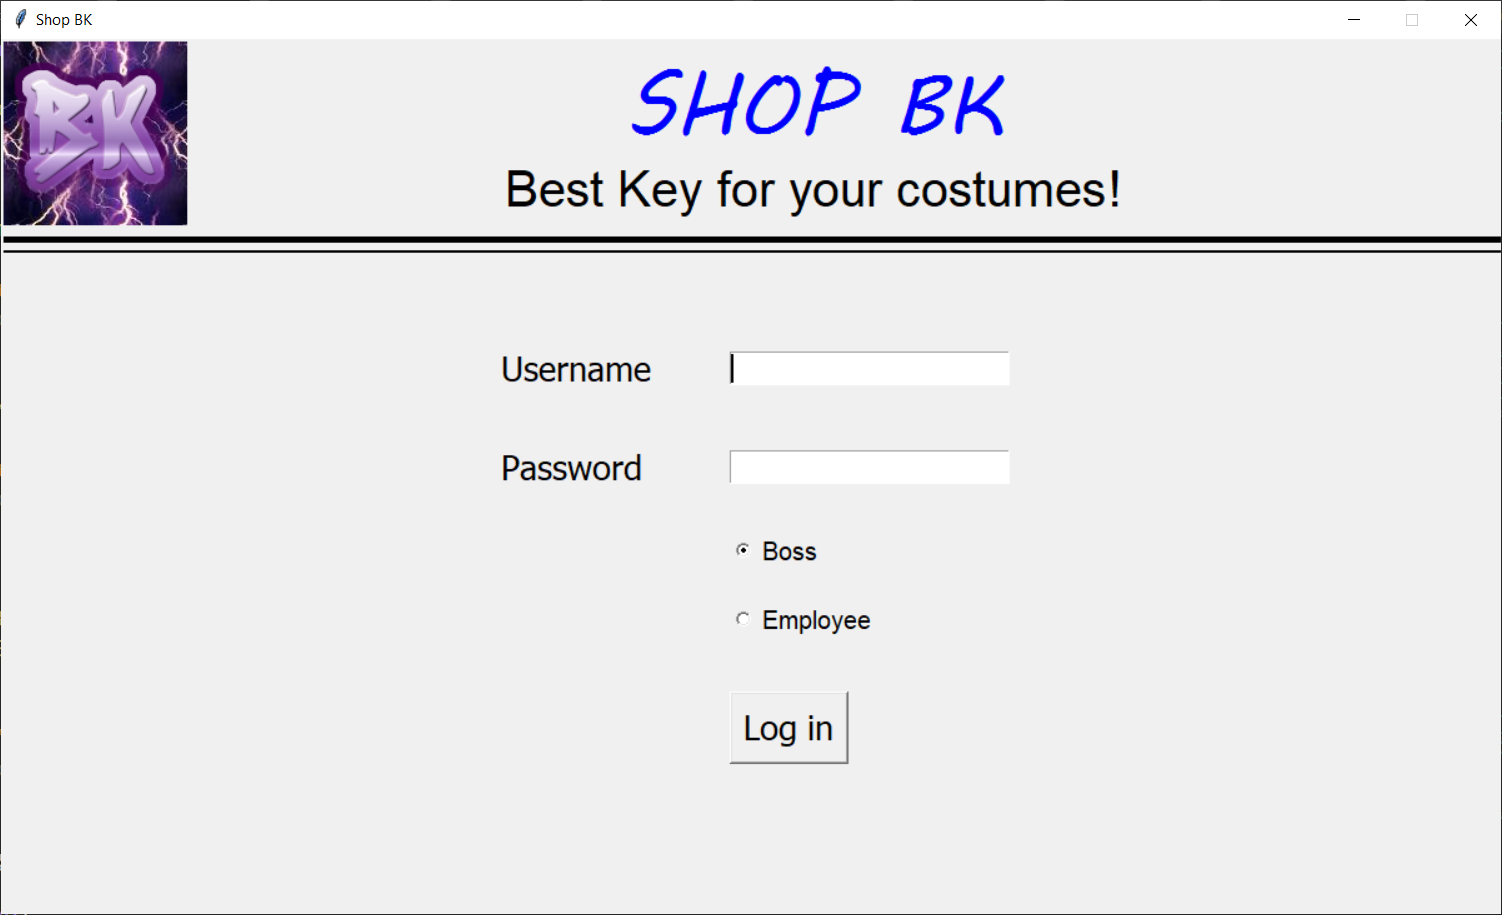 Shop BK
BK
SHOP BK
Best Key for your costumes!
Username
Password
Boss
Employee
Log in